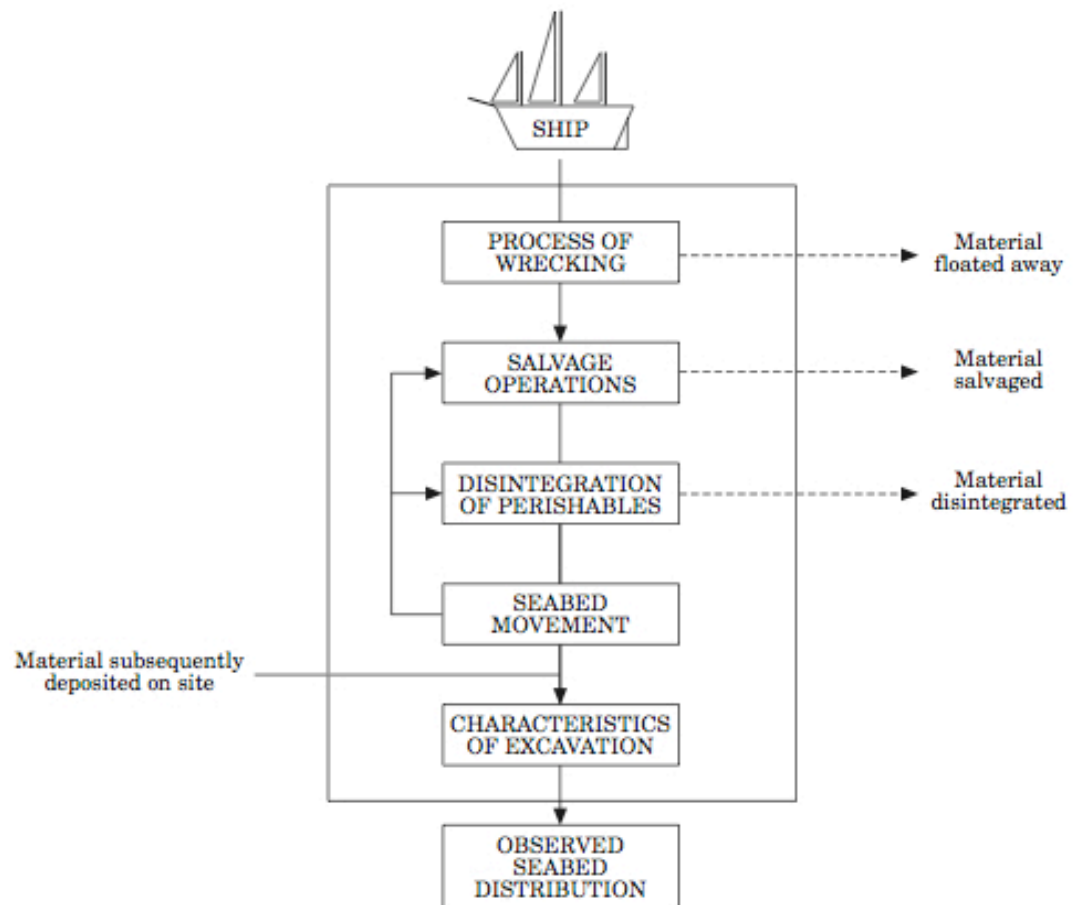 SHIP
PROCESS OF
WRECKING
Material
floated away
SALVAGE
OPERATIONS
Material
salvaged
DISINTEGRATION
OF PERISHABLES
Material
disintegrated
SEABED
MOVEMENT
Material subsequently
deposited on site
CHARACTERISTICS
OF EXCAVATION
OBSERVED
SEABED
DISTRIBUTION